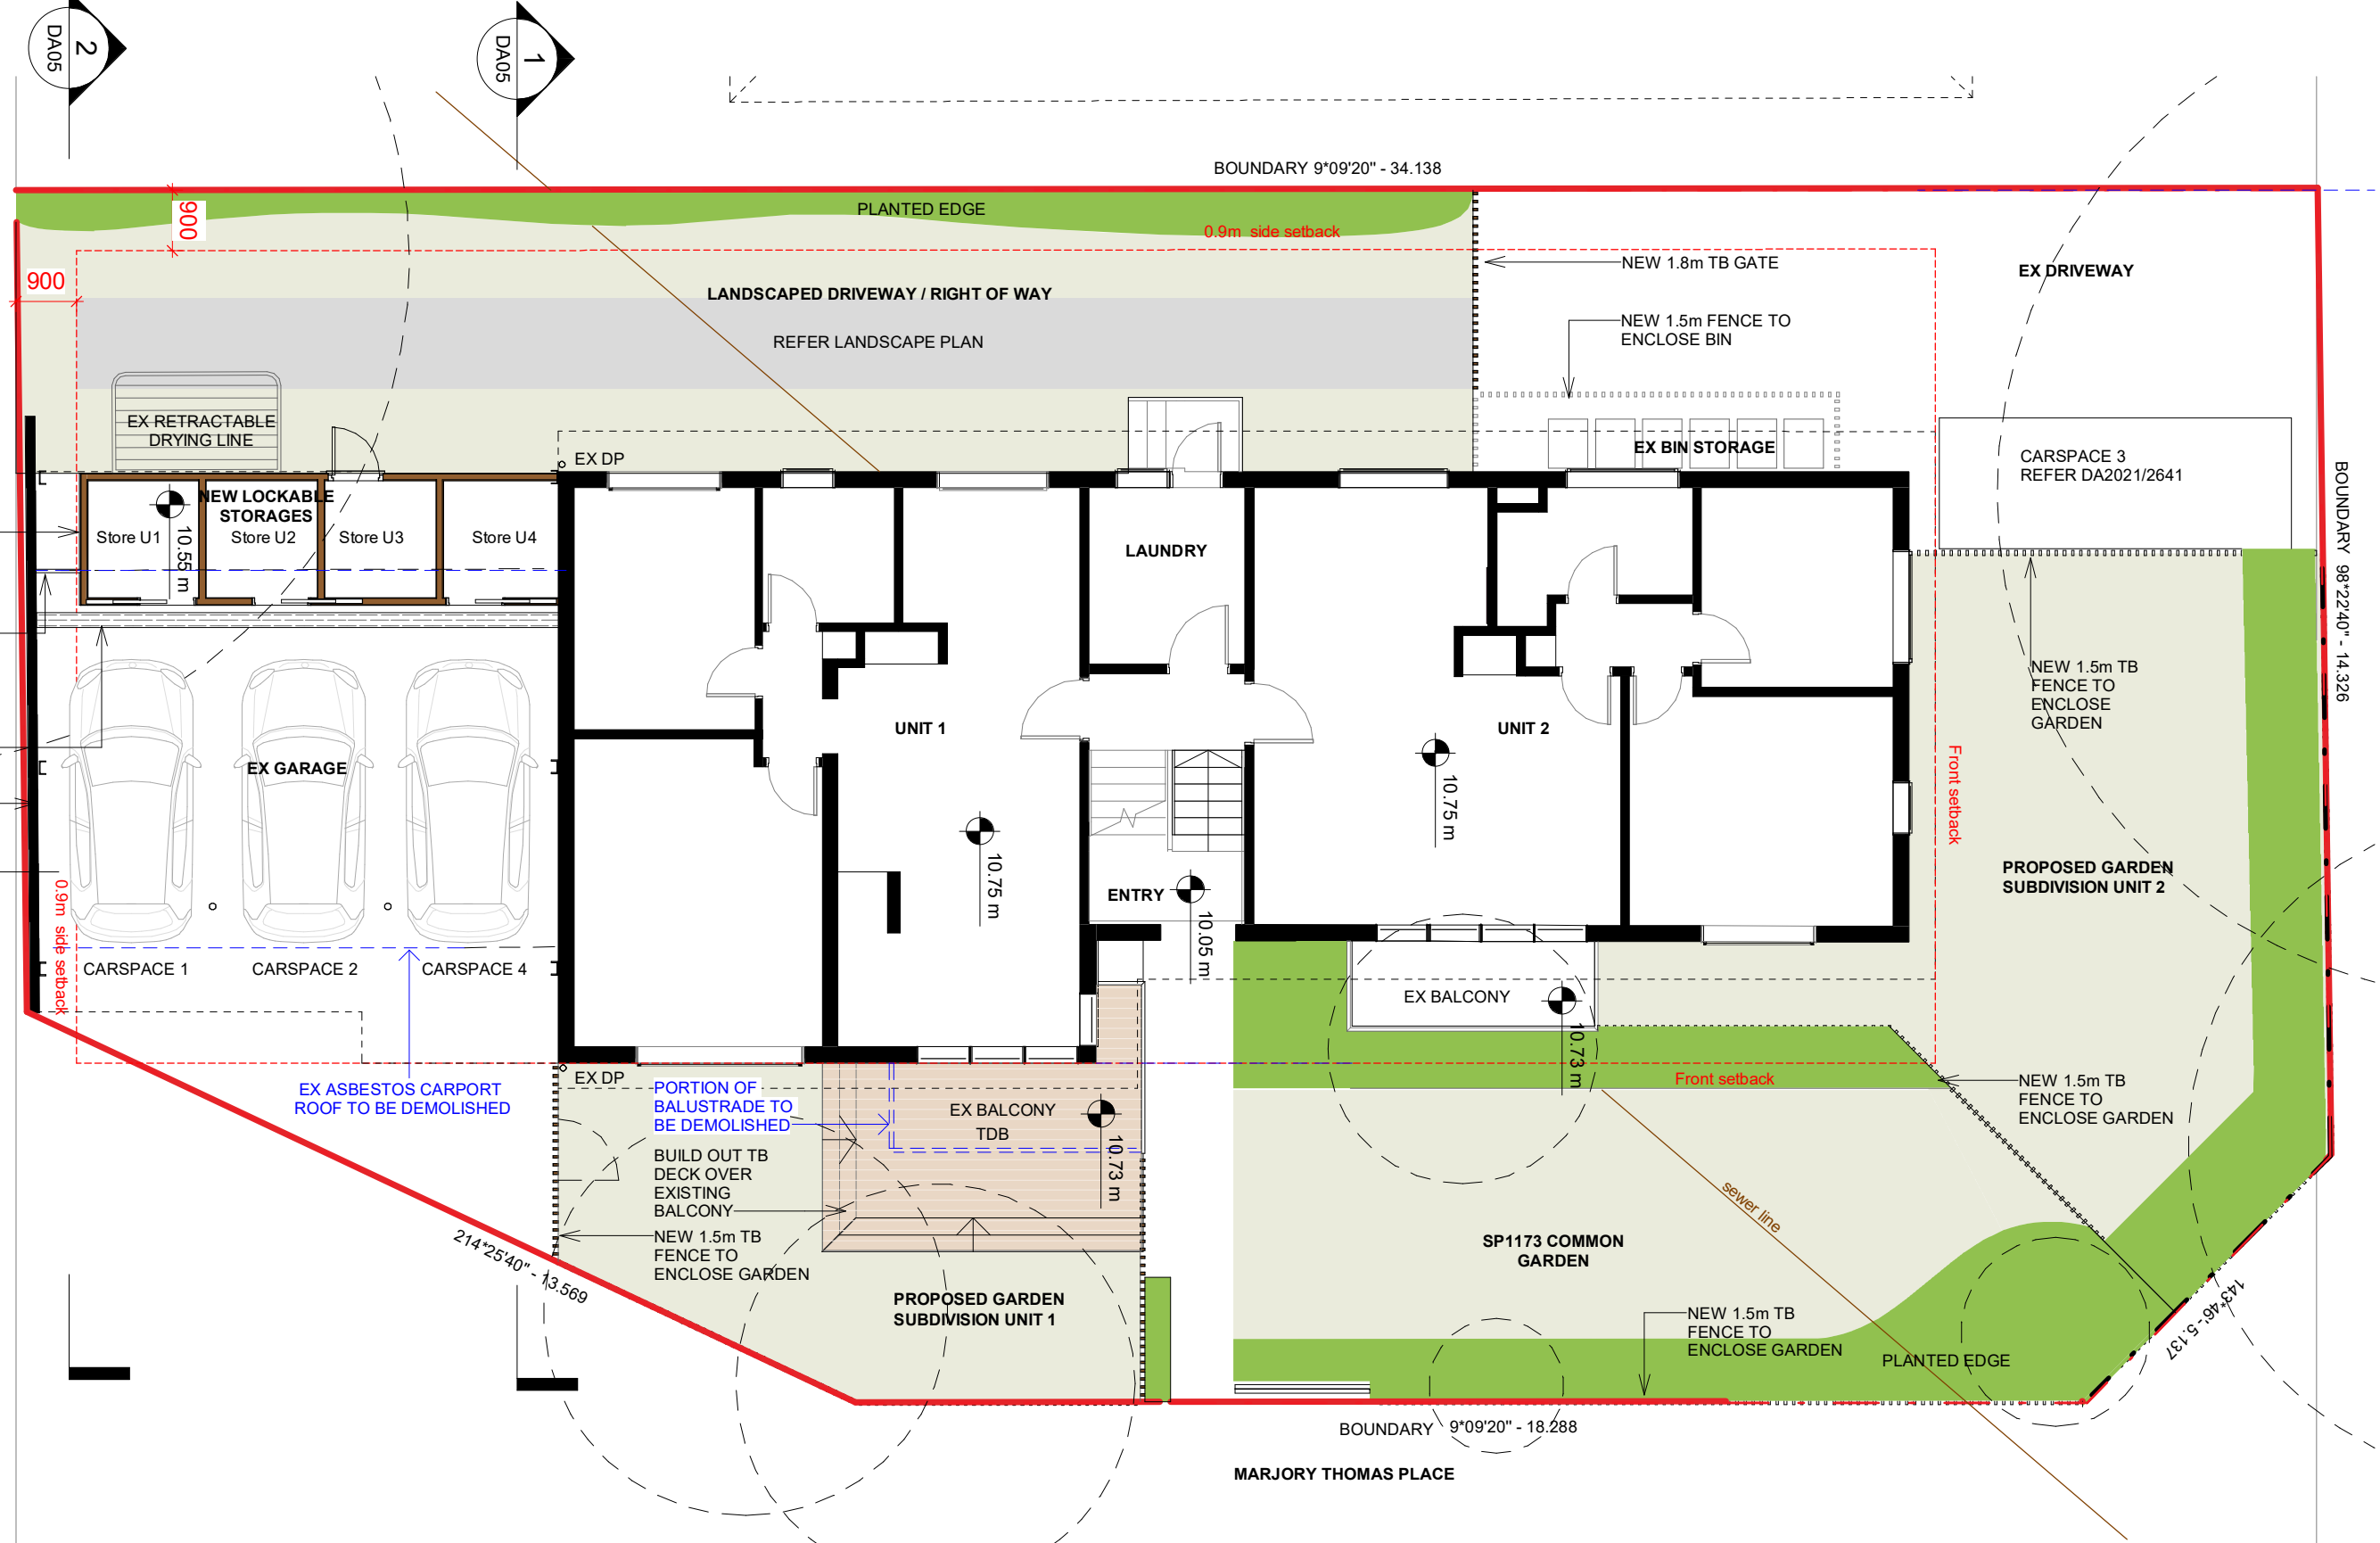 2
DA05
1
DA05
BOUNDARY 9*09'20" - 34.138
PLANTED EDGE
900
0.9m side setback
900
LANDSCAPED DRIVEWAY / RIGHT OF WAY
REFER LANDSCAPE PLAN
NEW 1.8m TB GATE
EX DRIVEWAY
NEW 1.5m FENCE TO
ENCLOSE BIN
EX RETRACTABLE
DRYING LINE
EX DP
EX BIN STORAGE
CARSPACE 3
REFER DA2021/2641
BOUNDARY 98*22'40" - 14.326
NEW LOCKABLE
STORAGES
Store U1
Store U2
Store U3
Store U4
10.55 m
LAUNDRY
NEW 1.5m TB
FENCE TO
ENCLOSE
GARDEN
UNIT 1
UNIT 2
EX GARAGE
10.75 m
10.75 m
Front setback
PROPOSED GARDEN
SUBDIVISION UNIT 2
ENTRY
10.05 m
0.9m side setback
CARSPACE 1
CARSPACE 2
CARSPACE 4
EX BALCONY
10.73 m
EX ASBESTOS CARPORT
ROOF TO BE DEMOLISHED
EX DP
PORTION OF
BALUSTRADE TO
BE DEMOLISHED
EX BALCONY
TDB
10.73 m
Front setback
NEW 1.5m TB
FENCE TO
ENCLOSE GARDEN
BUILD OUT TB
DECK OVER
EXISTING
BALCONY
NEW 1.5m TB
FENCE TO
ENCLOSE GARDEN
214*25'40" - 13.569
sewer line
SP1173 COMMON
GARDEN
PROPOSED GARDEN
SUBDIVISION UNIT 1
NEW 1.5m TB
FENCE TO
ENCLOSE GARDEN
PLANTED EDGE
143*46'- 5.137
BOUNDARY 9*09'20" - 18.288
MARJORY THOMAS PLACE